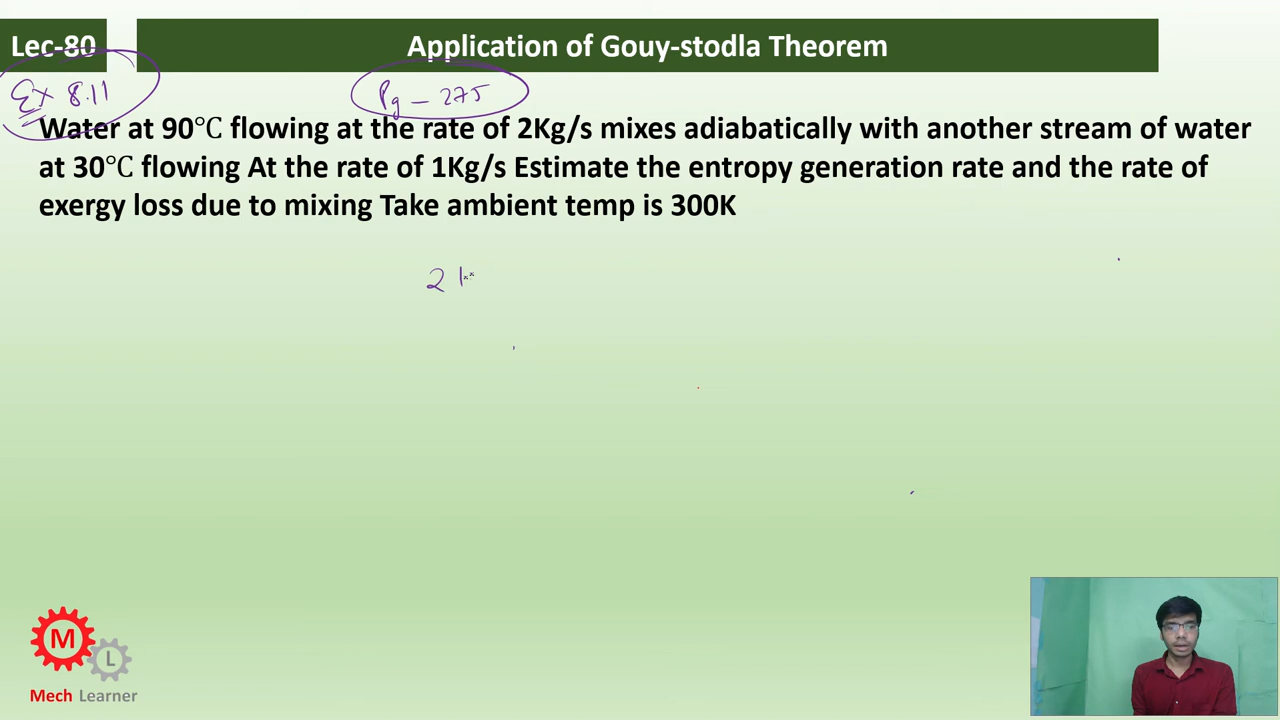 Lec-80
Application of Gouy-stodla Theorem
Ex 8.11
Pg - 275
Water at 90℃ flowing at the rate of 2Kg/s mixes adiabatically with another stream of water
at 30℃ flowing At the rate of 1Kg/s Estimate the entropy generation rate and the rate of
exergy loss due to mixing Take ambient temp is 300K
2
M
L
Mech Learner